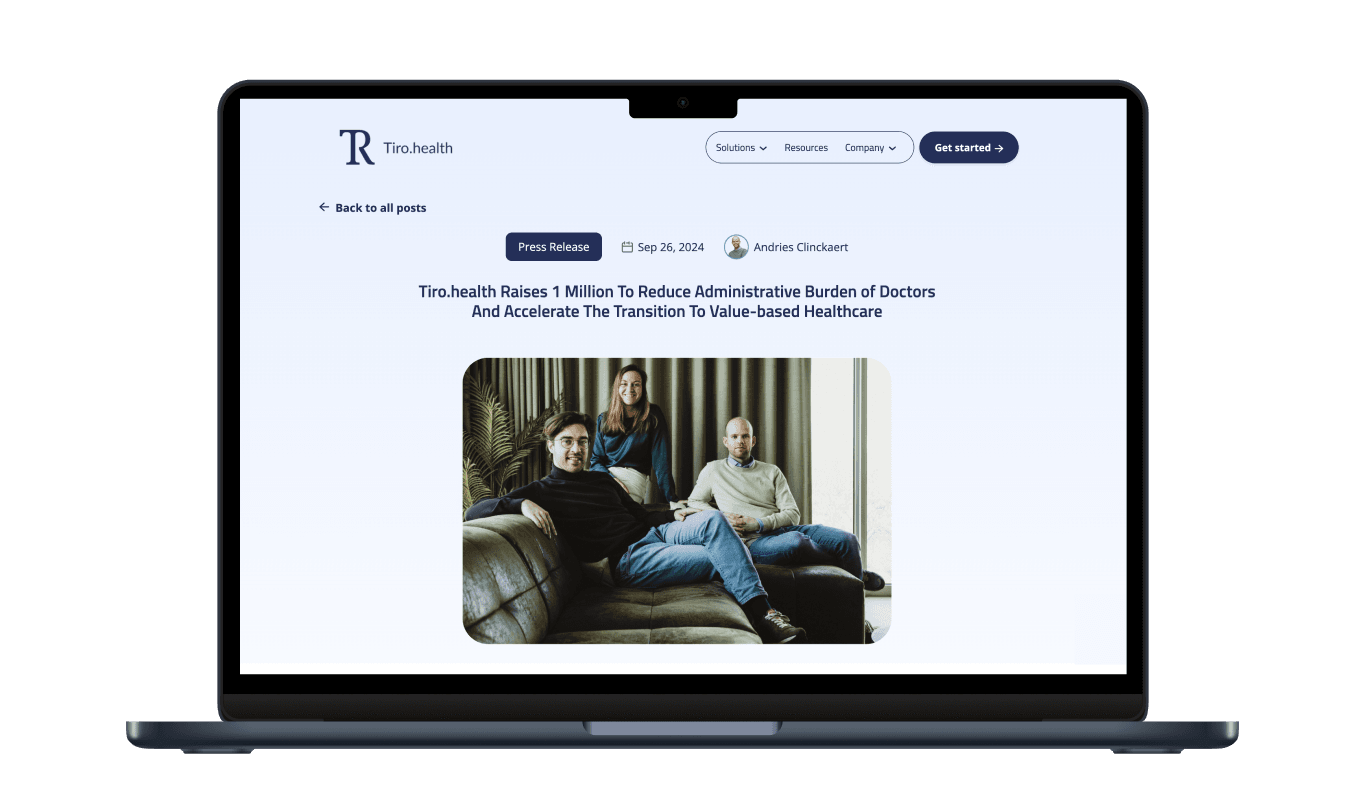 TR Tiro.health
Solutions Resources Company Get started →
← Back to all posts
Press Release Sep 26, 2024 Andries Clinckaert
Tiro.health Raises 1 Million To Reduce Administrative Burden of Doctors
And Accelerate The Transition To Value-based Healthcare